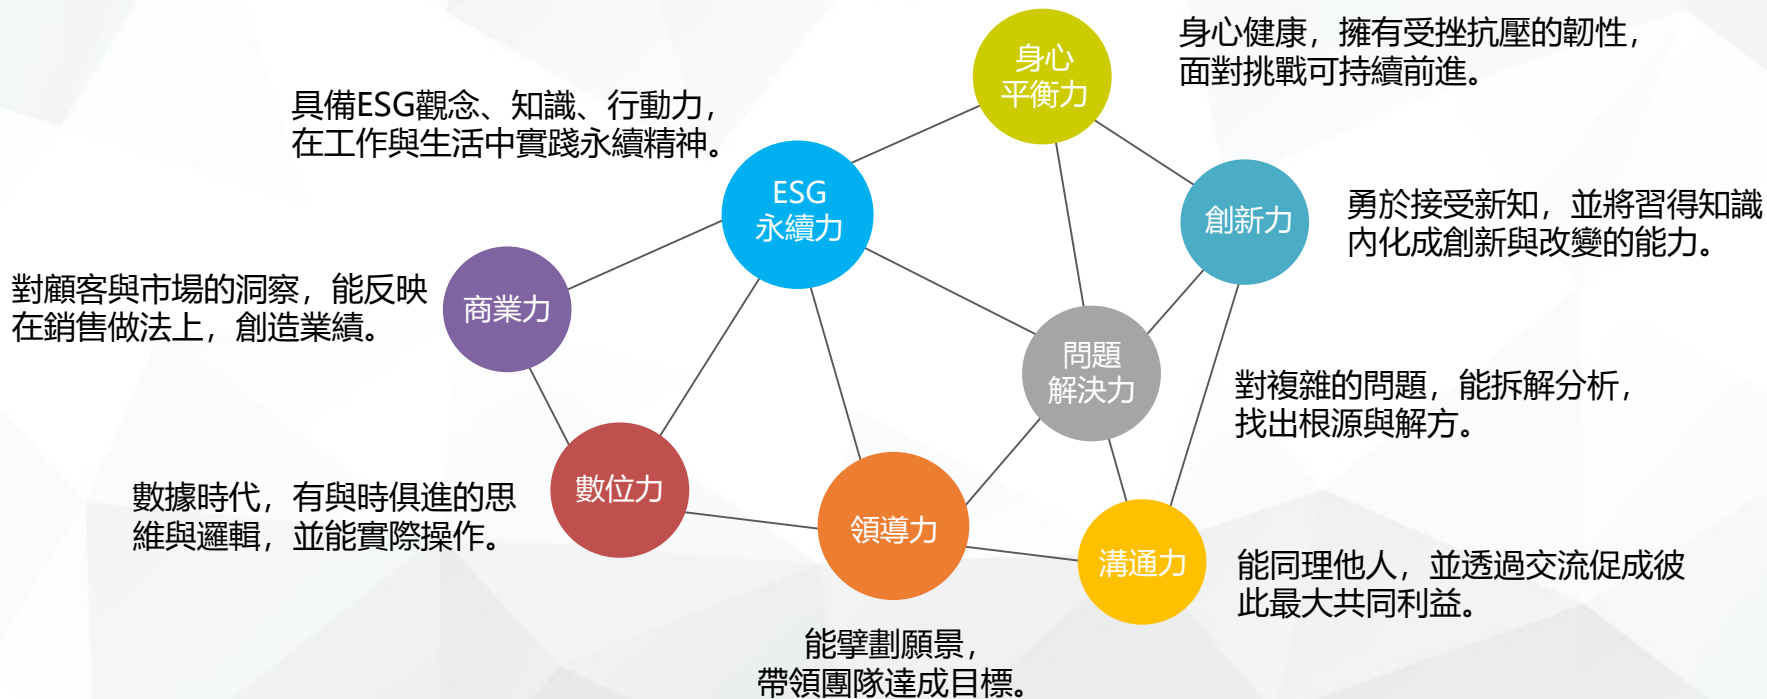 身心
平衡力
身心健康，擁有受挫抗壓的韌性，
面對挑戰可持續前進。
具備ESG觀念、知識、行動力，
在工作與生活中實踐永續精神。
ESG
永續力
創新力
勇於接受新知，並將習得知識
內化成創新與改變的能力。
對顧客與市場的洞察，能反映
在銷售做法上，創造業績。
商業力
問題
解決力
對複雜的問題，能拆解分析，
找出根源與解方。
數據時代，有與時俱進的思
維與邏輯，並能實際操作。
數位力
領導力
溝通力
能同理他人，並透過交流促成彼
此最大共同利益。
能擘劃願景，
帶領團隊達成目標。